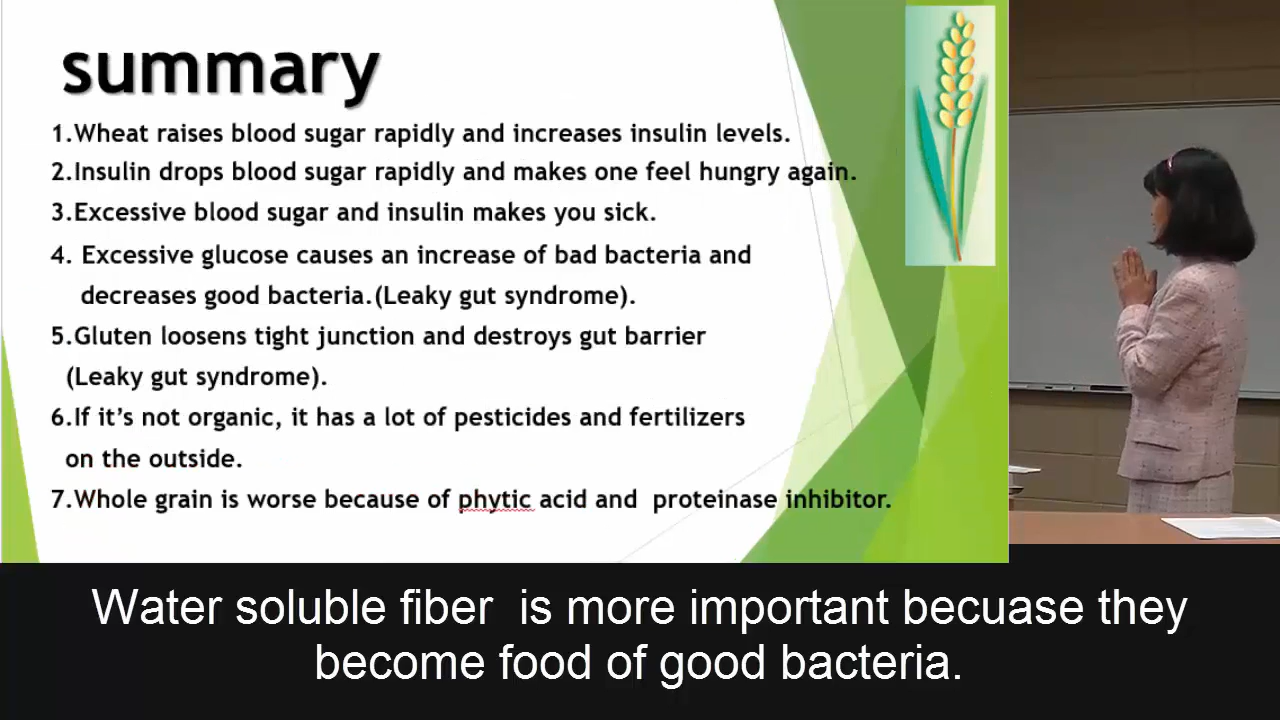 summary
1.Wheat raises blood sugar rapidly and increases insulin levels.
2.Insulin drops blood sugar rapidly and makes one feel hungry again.
3.Excessive blood sugar and insulin makes you sick.
4. Excessive glucose causes an increase of bad bacteria and
decreases good bacteria.(Leaky gut syndrome).
5.Gluten loosens tight junction and destroys gut barrier
(Leaky gut syndrome).
6.If it's not organic, it has a lot of pesticides and fertilizers
on the outside.
7.Whole grain is worse because of phytic acid and  proteinase inhibitor.
Water soluble fiber  is more important becuase they
become food of good bacteria.